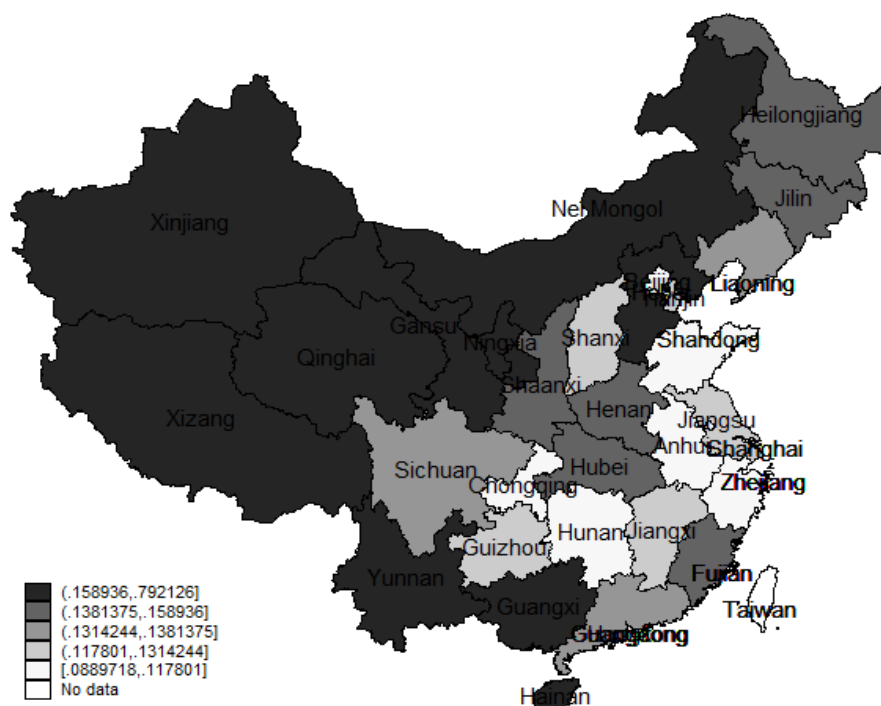 Heilongjiang
Jilin
Xinjiang
Nei Mongol
Beijing
Tianjin
Liaoning
Gansu
Ningxia
Shanxi
Shandong
Qinghai
Shaanxi
Xizang
Henan
Jiangsu
Anhui
Shanghai
Sichuan
Hubei
Chongqing
Zhejiang
Hunan
Jiangxi
Guizhou
Yunnan
Fujian
Guangxi
Taiwan
Hainan
(.158936,.792126]
(.1381375,.158936]
(.1314244,.1381375]
(.117801,.1314244]
[.0889718,.117801]
No data